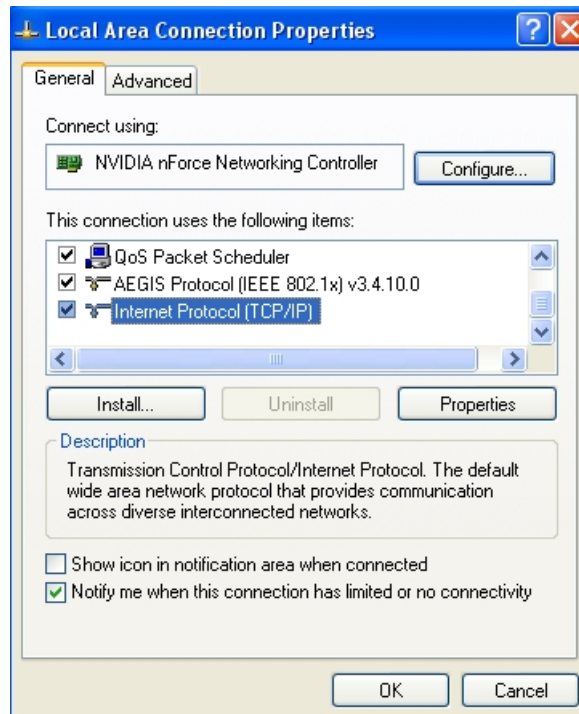 Local Area Connection Properties
General
Advanced
Connect using:
NVIDIA nForce Networking Controller
Configure...
This connection uses the following items:
QoS Packet Scheduler
AEGIS Protocol (IEEE 802.1x) v3.4.10.0
Internet Protocol (TCP/IP)
Install...
Uninstall
Properties
Description
Transmission Control Protocol/Internet Protocol. The default
wide area network protocol that provides communication
across diverse interconnected networks.
Show icon in notification area when connected
Notify me when this connection has limited or no connectivity
OK
Cancel